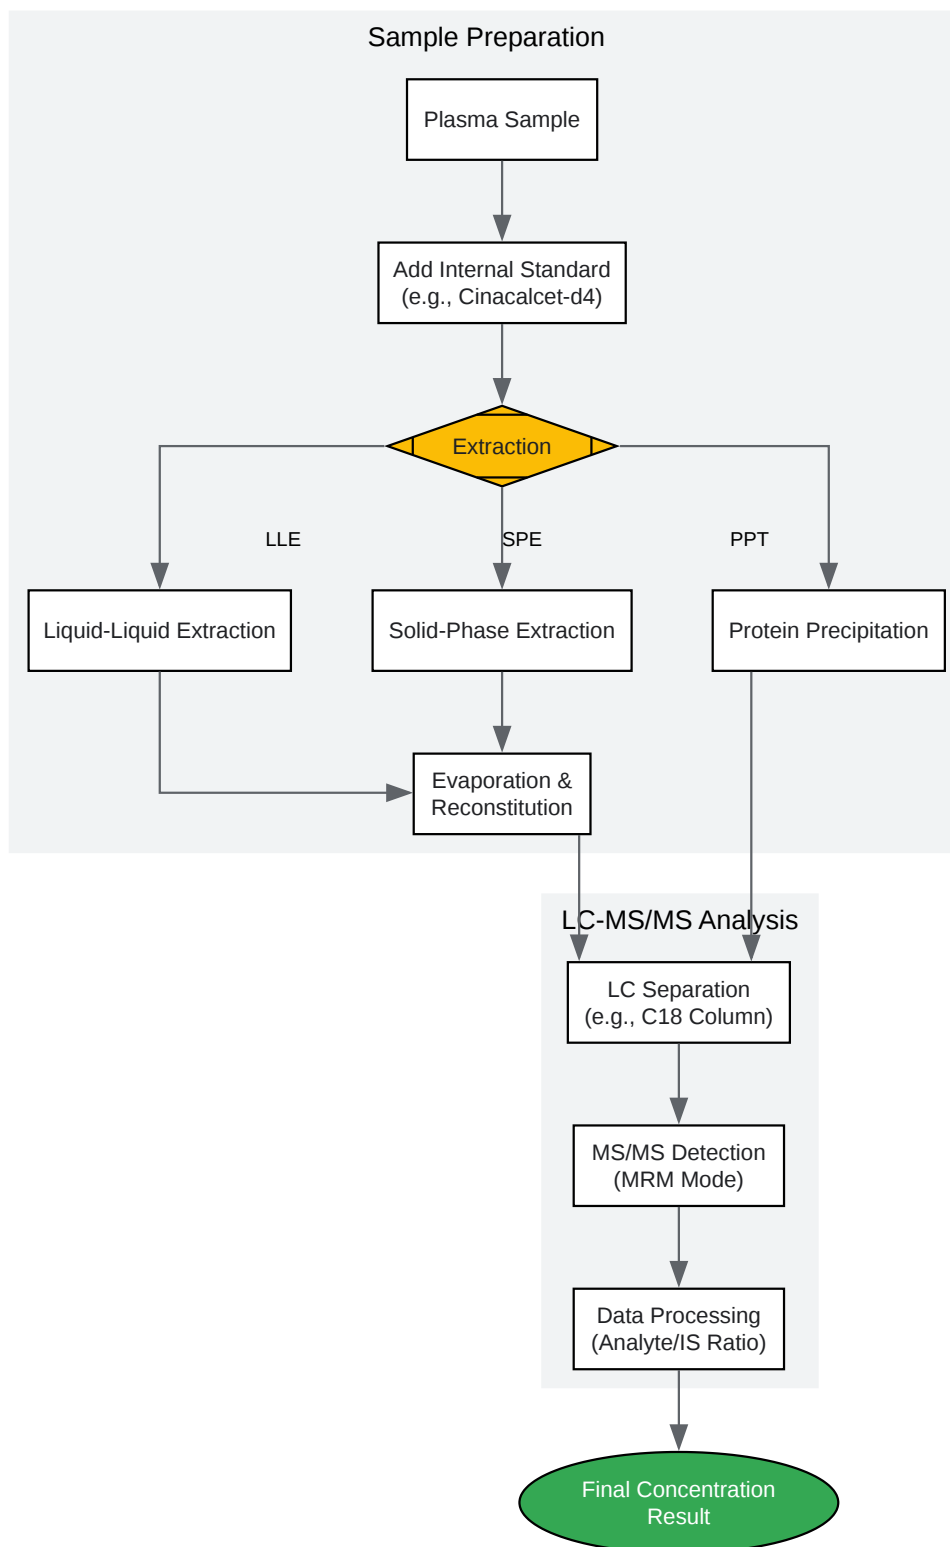 Sample Preparation
Plasma Sample
Add Internal Standard
(e.g., Cinacalcet-d4)
Extraction
LLE
SPE
PPT
Liquid-Liquid Extraction
Solid-Phase Extraction
Protein Precipitation
Evaporation &
Reconstitution
LC-MS/MS Analysis
LC Separation
(e.g., C18 Column)
MS/MS Detection
(MRM Mode)
Data Processing
(Analyte/IS Ratio)
Final Concentration
Result